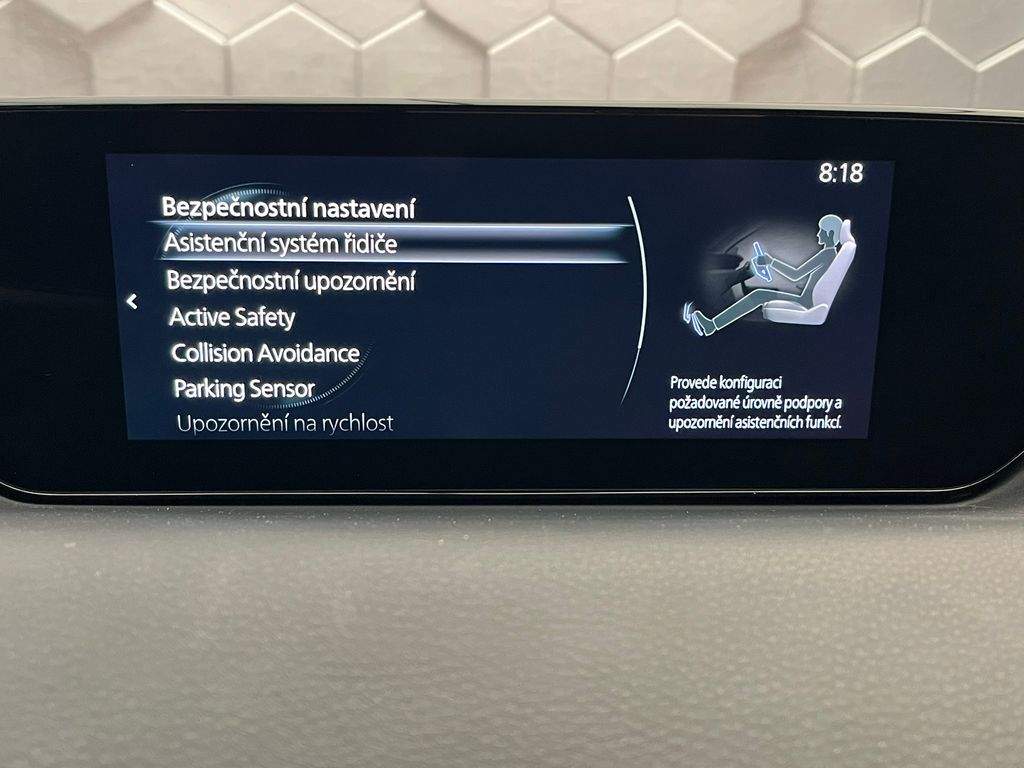 8:18
Bezpečnostní nastavení
Asistenční systém řidiče
Bezpečnostní upozornění
Active Safety
Collision Avoidance
Parking Sensor
Upozornění na rychlost
Provede konfiguraci
požadované úrovně podpory a
upozornění asistenčních funkcí.